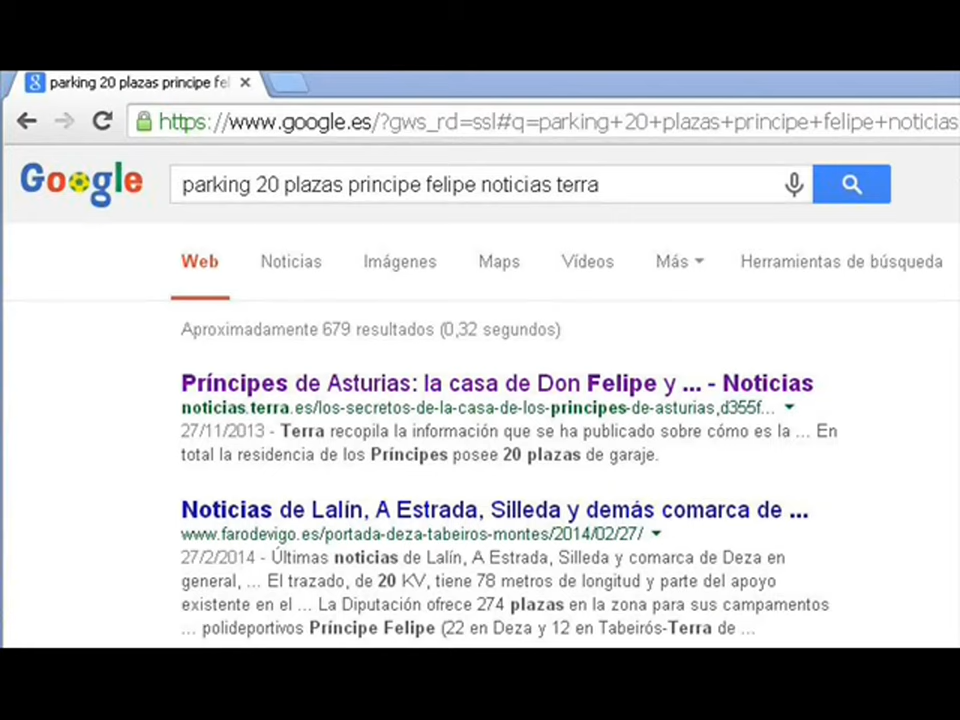 parking 20 plazas principe fel
https://www.google.es/?gws_rd=ssl#q=parking+20+plazas+principe+felipe+noticias
Google
parking 20 plazas principe felipe noticias terra
Web Noticias Imágenes Maps Vídeos Más Herramientas de búsqueda
Aproximadamente 679 resultados (0,32 segundos)
Príncipes de Asturias: la casa de Don Felipe y ... - Noticias
noticias.terra.es/los-secretos-de-la-casa-de-los-principes-de-asturias,d355f...
27/11/2013 - Terra recopila la información que se ha publicado sobre cómo es la ... En
total la residencia de los Príncipes posee 20 plazas de garaje.
Noticias de Lalín, A Estrada, Silleda y demás comarca de ...
www.farodevigo.es/portada-deza-tabeiros-montes/2014/02/27/
27/2/2014 - Últimas noticias de Lalín, A Estrada, Silleda y comarca de Deza en
general, ... El trazado, de 20 KV, tiene 78 metros de longitud y parte del apoyo
existente en el ... La Diputación ofrece 274 plazas en la zona para sus campamentos
... polideportivos Príncipe Felipe (22 en Deza y 12 en Tabeirós-Terra de ...